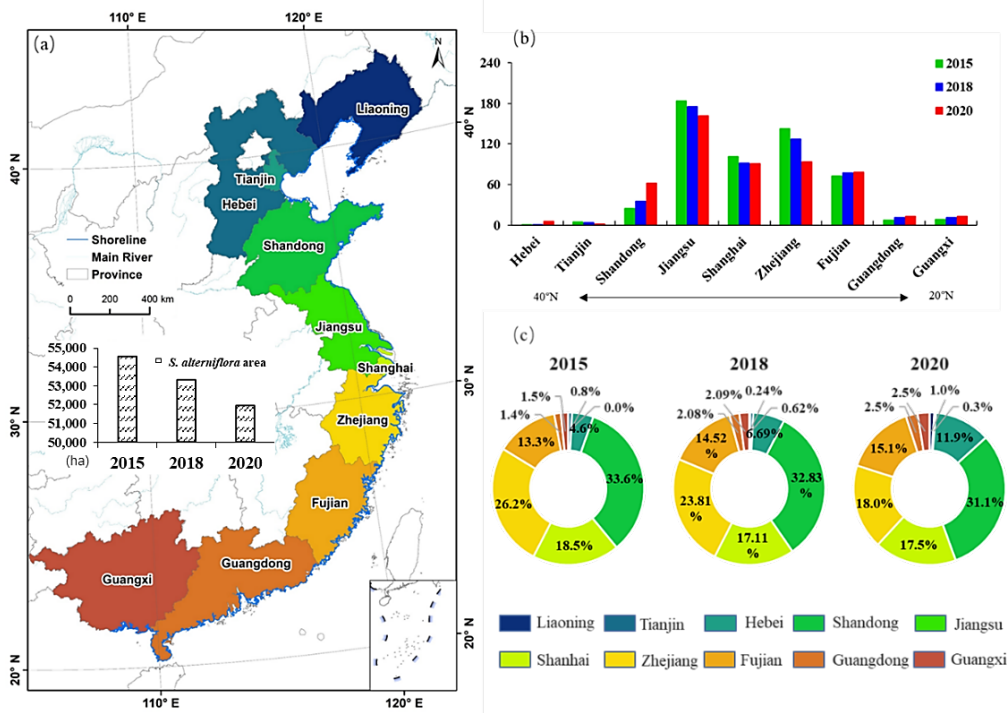 110° E
120° E
(a)
N
Liaoning
40° N
40° N
Tianjin
Hebei
Shoreline
Main River
Province
0 200 400 km
Shandong
Jiangsu
Shanghai
Zhejiang
30° N
30° N
55,000
54,000
53,000
52,000
51,000
50,000
S. alterniflora area
(ha)
2015 2018 2020
Fujian
Guangdong
Guangxi
20° N
20° N
110° E
120° E
(b)
240
180
120
60
0
2015
2018
2020
Hebei
Tianjin
Shandong
Jiangsu
Shanghai
Zhejiang
Fujian
Guangdong
Guangxi
40°N
20°N
(c)
2015
1.5%
0.8%
1.4%
0.0%
13.3%
4.6%
33.6%
26.2%
18.5%
2018
2.09%
0.24%
2.08%
0.62%
14.52
%
6.69%
32.83
%
23.81
%
17.11
%
2020
2.5%
1.0%
2.5%
0.3%
15.1%
11.9%
31.1%
18.0%
17.5%
Liaoning
Tianjin
Hebei
Shandong
Jiangsu
Shanhai
Zhejiang
Fujian
Guangdong
Guangxi